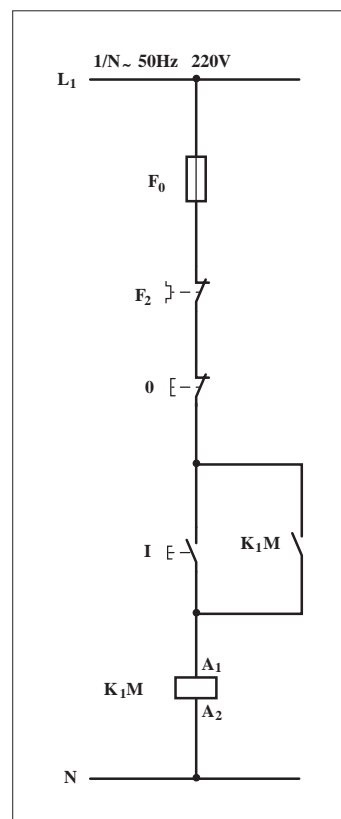 1/N~ 50Hz 220V
L₁
F₀
F₂
0
I
K₁M
A₁
K₁M
A₂
N